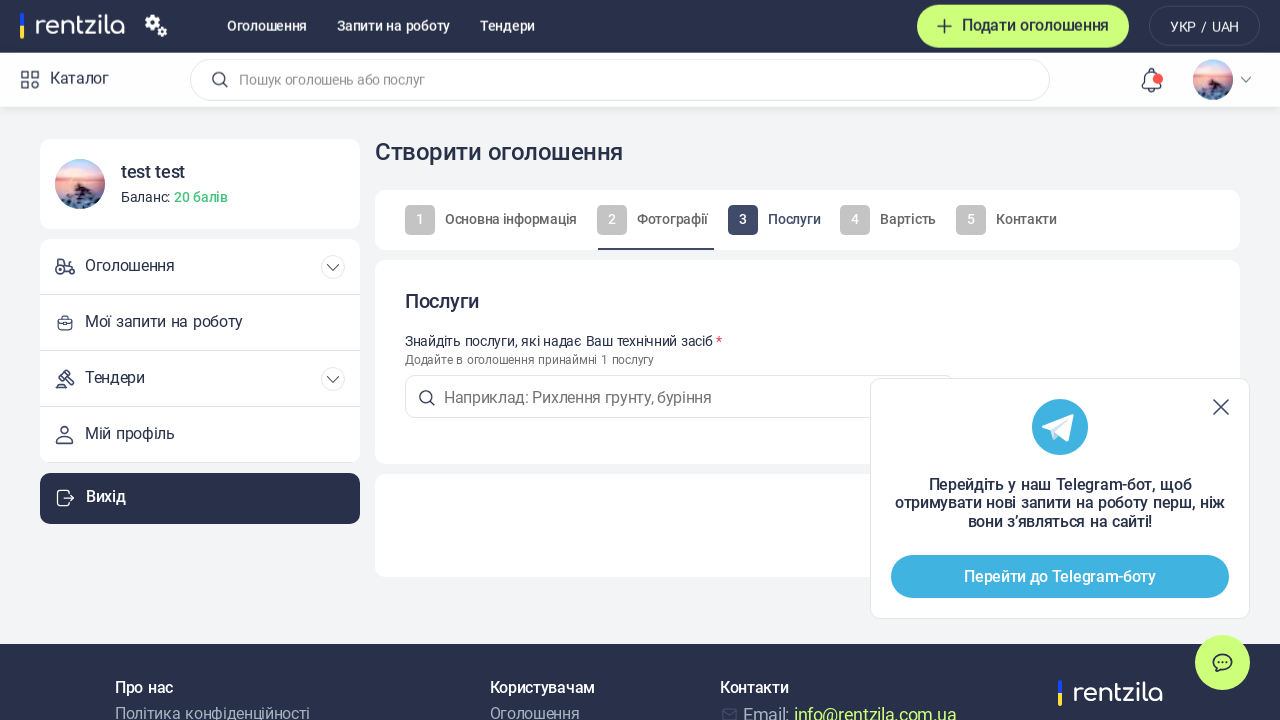 rentzila
Оголошення
Запити на роботу
Тендери
Подати оголошення
УКР / UAH
Каталог
Пошук оголошень або послуг
test test
Баланс: 20 балів
Оголошення
Мої запити на роботу
Тендери
Мій профіль
Вихід
Створити оголошення
1 Основна інформація
2 Фотографії
3 Послуги
4 Вартість
5 Контакти
Послуги
Знайдіть послуги, які надає Ваш технічний засіб *
Додайте в оголошення принаймні 1 послугу
Наприклад: Рихлення грунту, буріння
Перейдіть у наш Telegram-бот, щоб
отримувати нові запити на роботу перш, ніж
вони з’являться на сайті!
Перейти до Telegram-боту
Про нас
Політика конфіденційності
Користувачам
Оголошення
Контакти
Email: info@rentzila.com.ua
rentzila